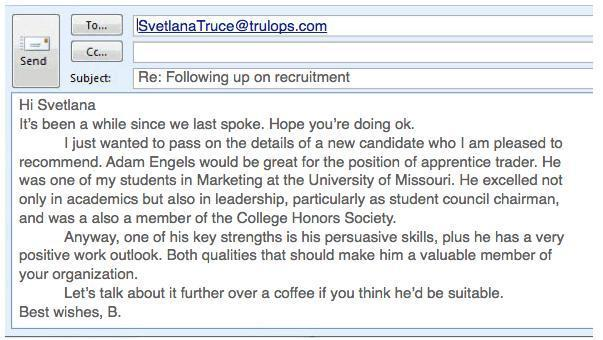 To...
SvetlanaTruce@trulops.com
Cc...
Send
Subject:
Re: Following up on recruitment
Hi Svetlana
It's been a while since we last spoke. Hope you're doing ok.
I just wanted to pass on the details of a new candidate who I am pleased to
recommend. Adam Engels would be great for the position of apprentice trader. He
was one of my students in Marketing at the University of Missouri. He excelled not
only in academics but also in leadership, particularly as student council chairman,
and was a also a member of the College Honors Society.
Anyway, one of his key strengths is his persuasive skills, plus he has a very
positive work outlook. Both qualities that should make him a valuable member of
your organization.
Let's talk about it further over a coffee if you think he'd be suitable.
Best wishes, B.